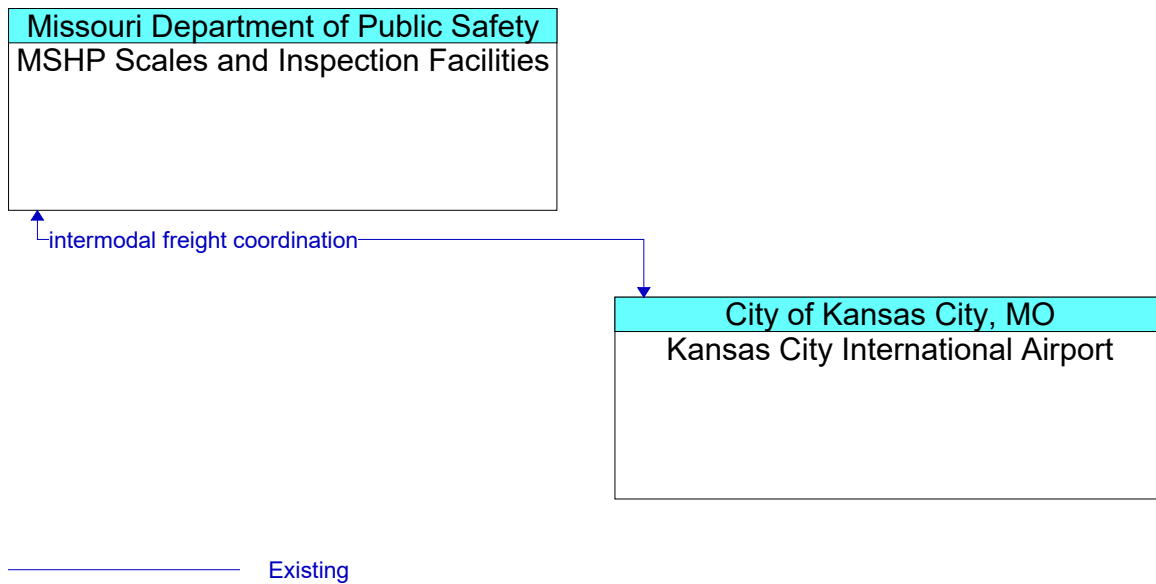 Missouri Department of Public Safety
MSHP Scales and Inspection Facilities
intermodal freight coordination
City of Kansas City, MO
Kansas City International Airport
Existing